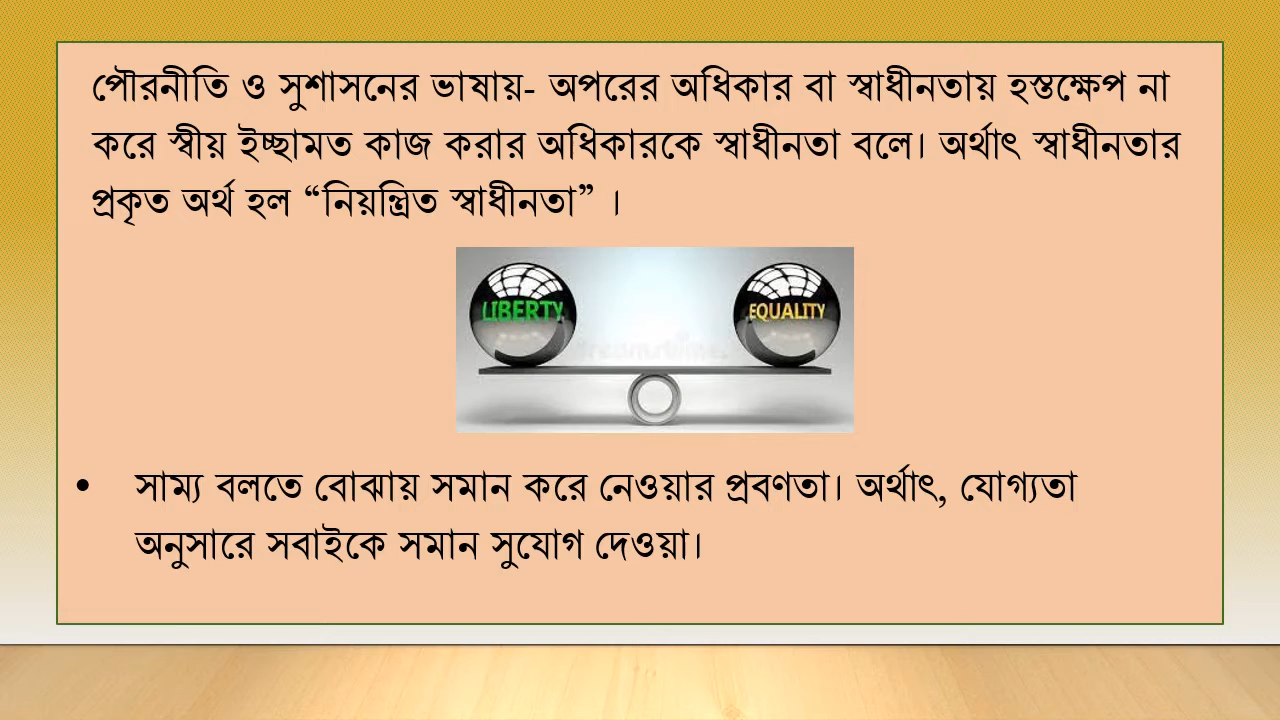 পৌরনীতি ও সুশাসনের ভাষায়- অপরের অধিকার বা স্বাধীনতায় হস্তক্ষেপ না
করে স্বীয় ইচ্ছামত কাজ করার অধিকারকে স্বাধীনতা বলে। অর্থাৎ স্বাধীনতার
প্রকৃত অর্থ হল “নিয়ন্ত্রিত স্বাধীনতা” ।
LIBERTY
EQUALITY
• সাম্য বলতে বোঝায় সমান করে নেওয়ার প্রবণতা। অর্থাৎ, যোগ্যতা
অনুসারে সবাইকে সমান সুযোগ দেওয়া।